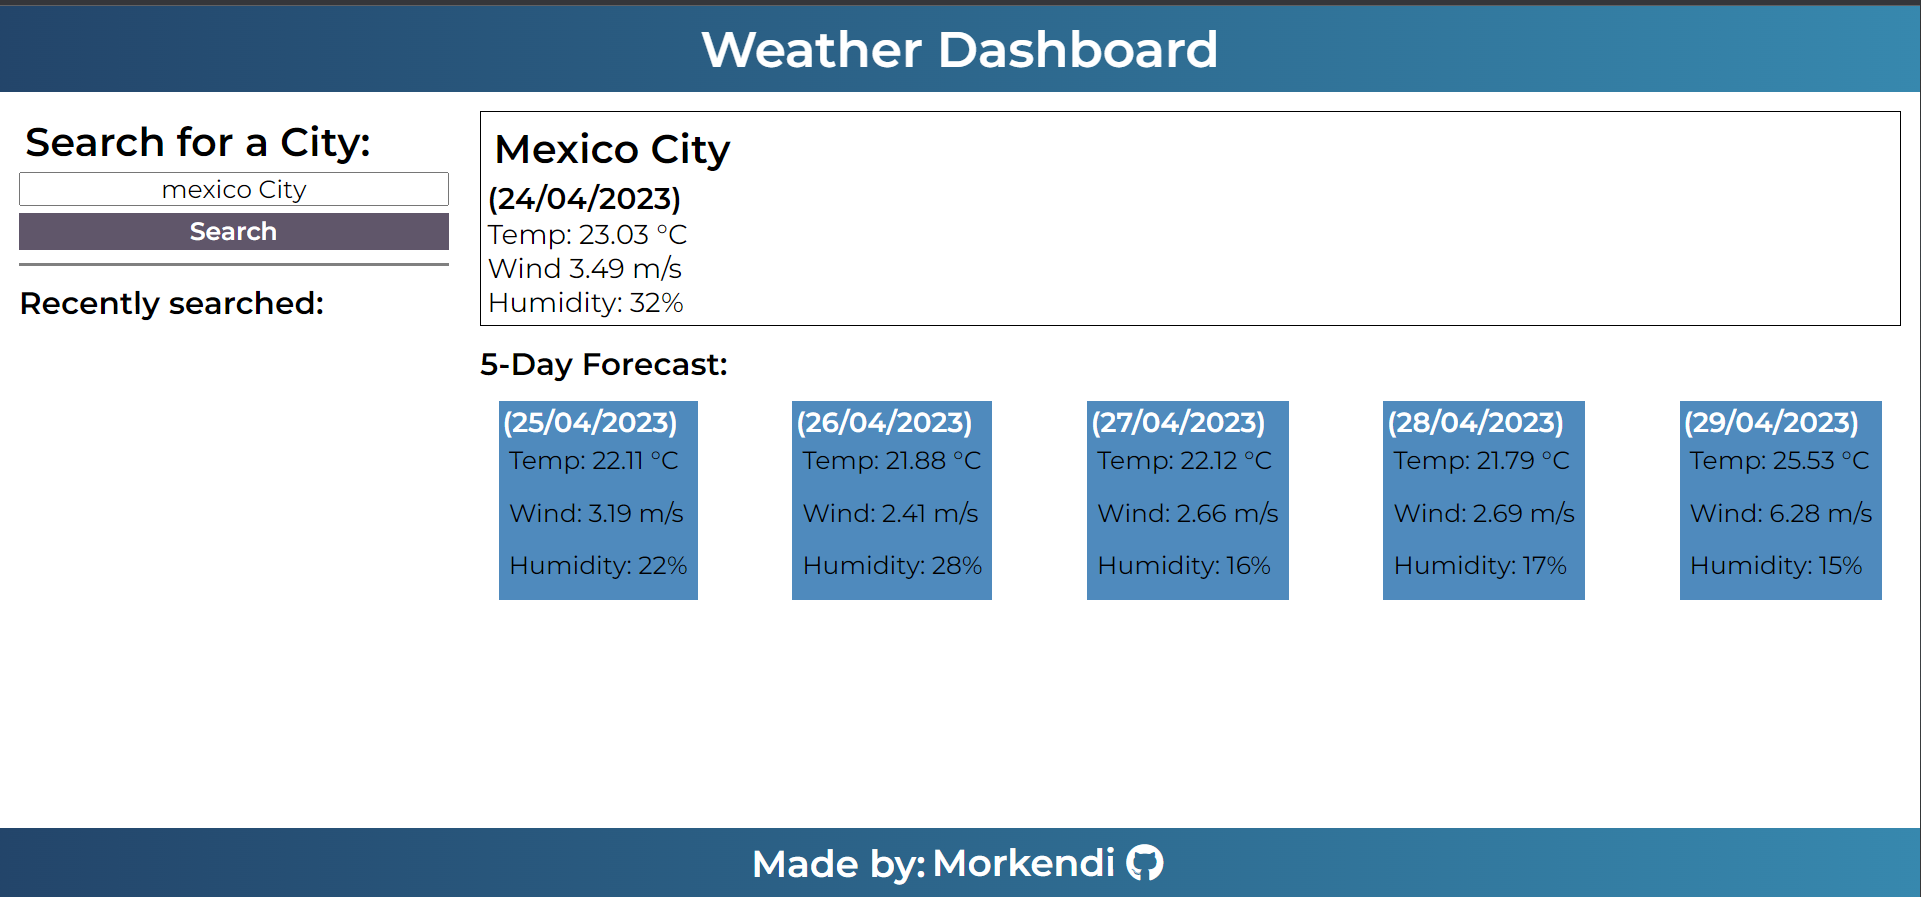 Weather Dashboard
Search for a City:
mexico City
Search
Recently searched:
Mexico City
(24/04/2023)
Temp: 23.03 °C
Wind 3.49 m/s
Humidity: 32%
5-Day Forecast:
(25/04/2023)
Temp: 22.11 °C
Wind: 3.19 m/s
Humidity: 22%
(26/04/2023)
Temp: 21.88 °C
Wind: 2.41 m/s
Humidity: 28%
(27/04/2023)
Temp: 22.12 °C
Wind: 2.66 m/s
Humidity: 16%
(28/04/2023)
Temp: 21.79 °C
Wind: 2.69 m/s
Humidity: 17%
(29/04/2023)
Temp: 25.53 °C
Wind: 6.28 m/s
Humidity: 15%
Made by: Morkendi